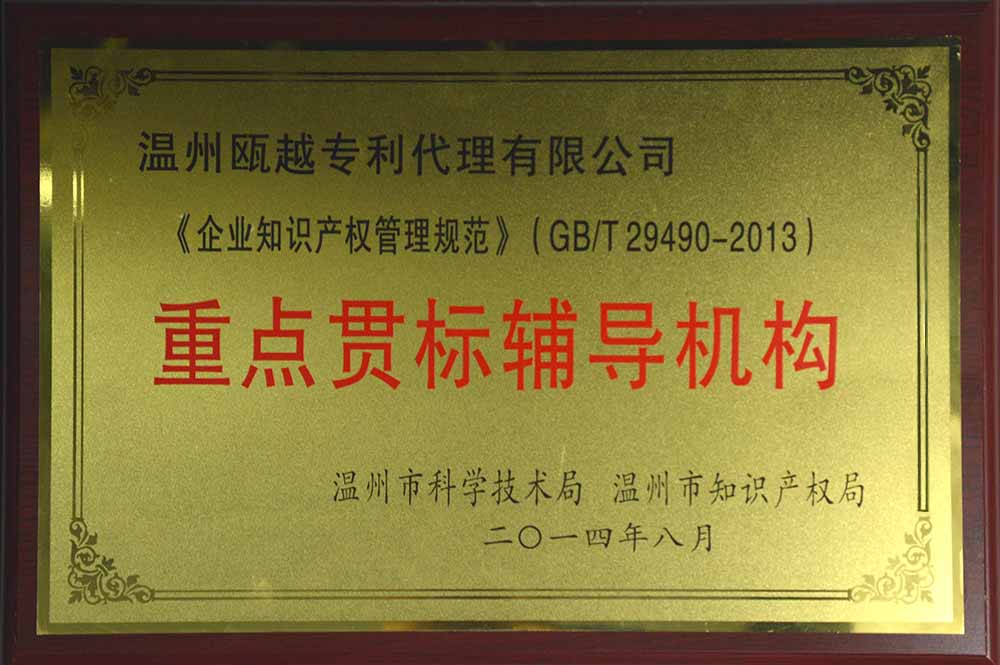 温州瓯越专利代理有限公司
《企业知识产权管理规范》（GB/T 29490-2013）
重点贯标辅导机构
温州市科学技术局 温州市知识产权局
二〇一四年八月